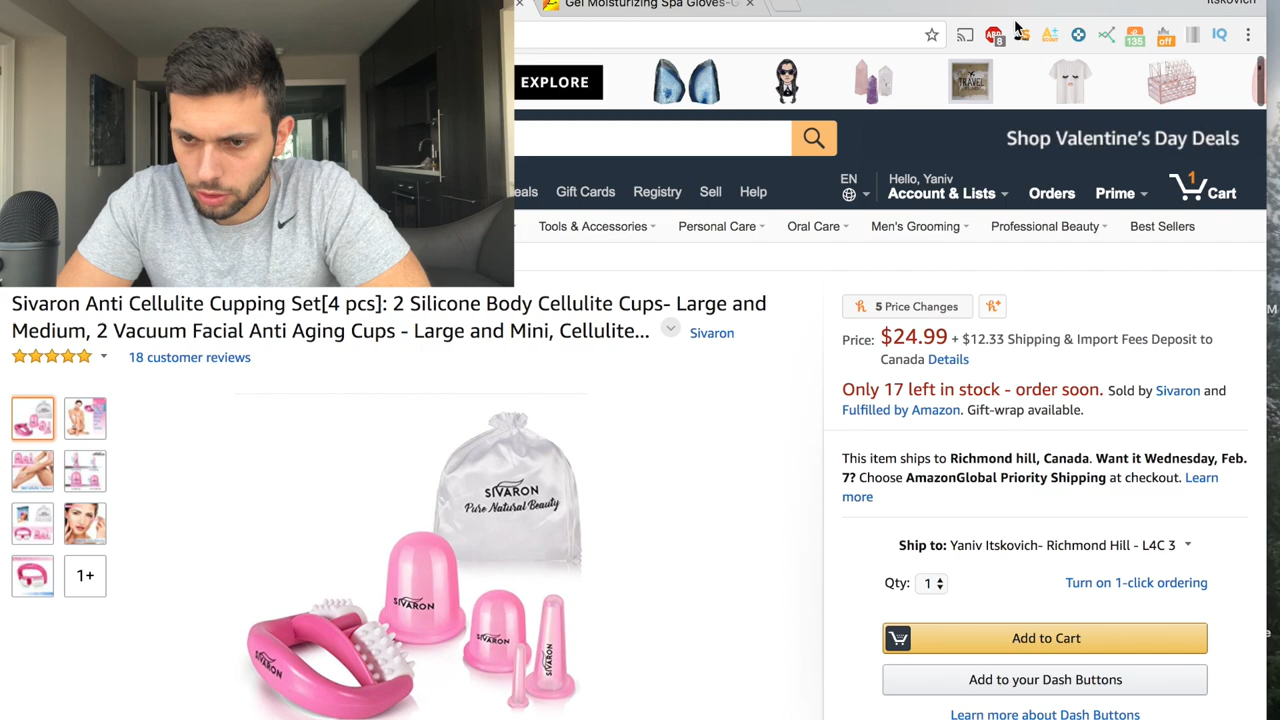 Gel Moisturizing Spa Gloves-
Itskovich
ABP
8
135
off
IQ
EXPLORE
TRAVEL
Shop Valentine's Day Deals
eals Gift Cards Registry Sell Help
EN
Hello, Yaniv
Account & Lists
Orders
Prime
1
Cart
Tools & Accessories Personal Care Oral Care Men's Grooming Professional Beauty Best Sellers
Sivaron Anti Cellulite Cupping Set[4 pcs]: 2 Silicone Body Cellulite Cups- Large and
Medium, 2 Vacuum Facial Anti Aging Cups - Large and Mini, Cellulite... Sivaron
18 customer reviews
1+
SIVARON
Pure Natural Beauty
SIVARON
SIVARON
SIVARON
SIVARON
5 Price Changes
Price: $24.99 + $12.33 Shipping & Import Fees Deposit to
Canada Details
Only 17 left in stock - order soon. Sold by Sivaron and
Fulfilled by Amazon. Gift-wrap available.
This item ships to Richmond hill, Canada. Want it Wednesday, Feb.
7? Choose AmazonGlobal Priority Shipping at checkout. Learn
more
Ship to: Yaniv Itskovich- Richmond Hill - L4C 3
Qty: 1
Turn on 1-click ordering
Add to Cart
Add to your Dash Buttons
Learn more about Dash Buttons